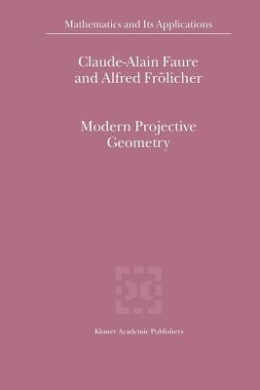 Mathematics and Its Applications
Claude-Alain Faure
and Alfred Frölicher
Modern Projective
Geometry
Kluwer Academic Publishers